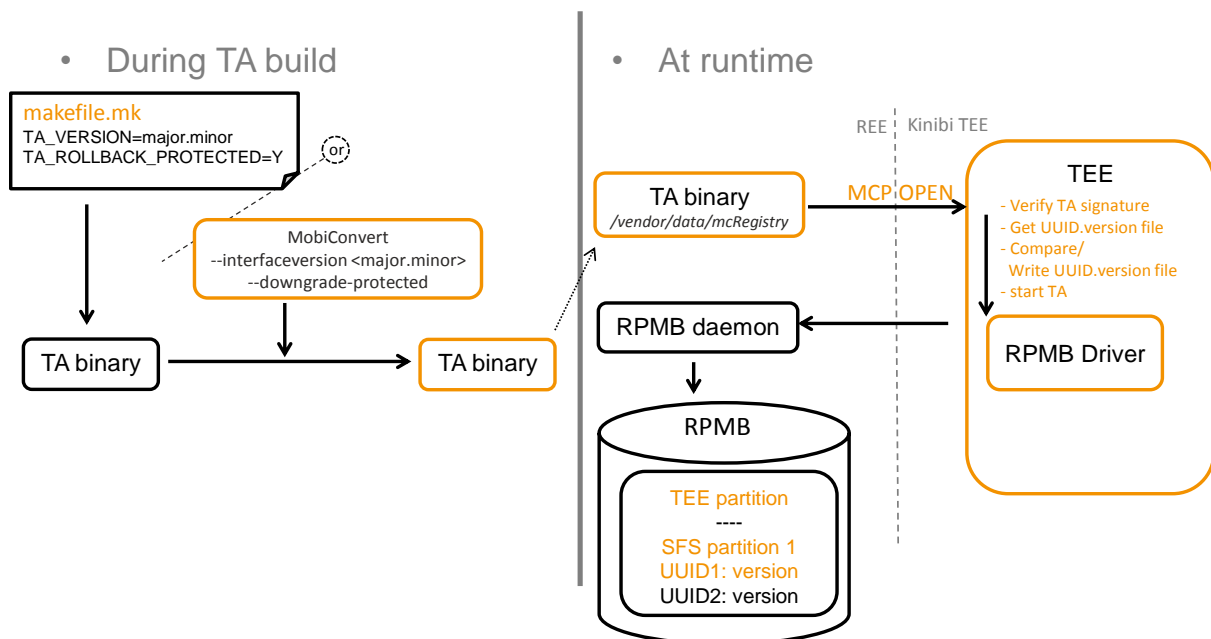 • During TA build
makefile.mk
TA_VERSION=major.minor
TA_ROLLBACK_PROTECTED=Y
or
MobiConvert
--interfaceversion <major.minor>
--downgrade-protected
TA binary
TA binary
• At runtime
REE
Kinibi TEE
TA binary
/vendor/data/mcRegistry
MCP OPEN
TEE
- Verify TA signature
- Get UUID.version file
- Compare/
Write UUID.version file
- start TA
RPMB daemon
RPMB Driver
RPMB
TEE partition
----
SFS partition 1
UUID1: version
UUID2: version